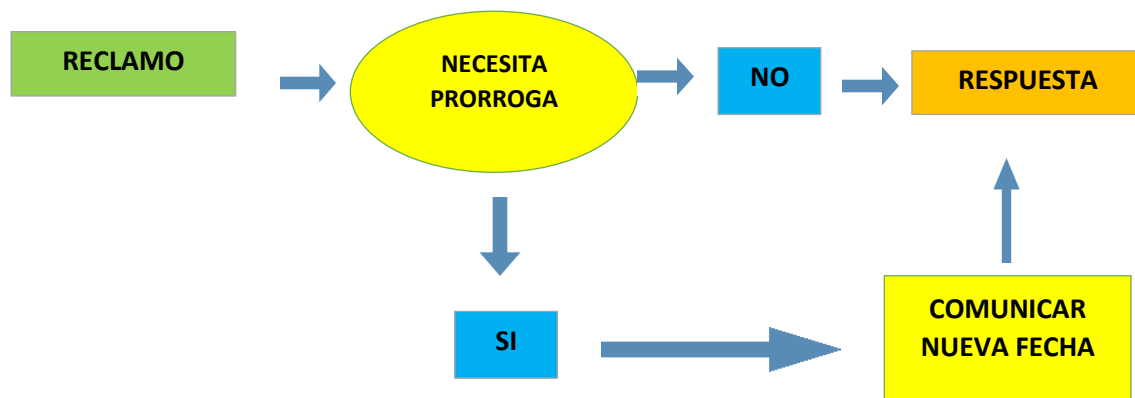 RECLAMO
NECESITA
PRORROGA
NO
RESPUESTA
SI
COMUNICAR
NUEVA FECHA